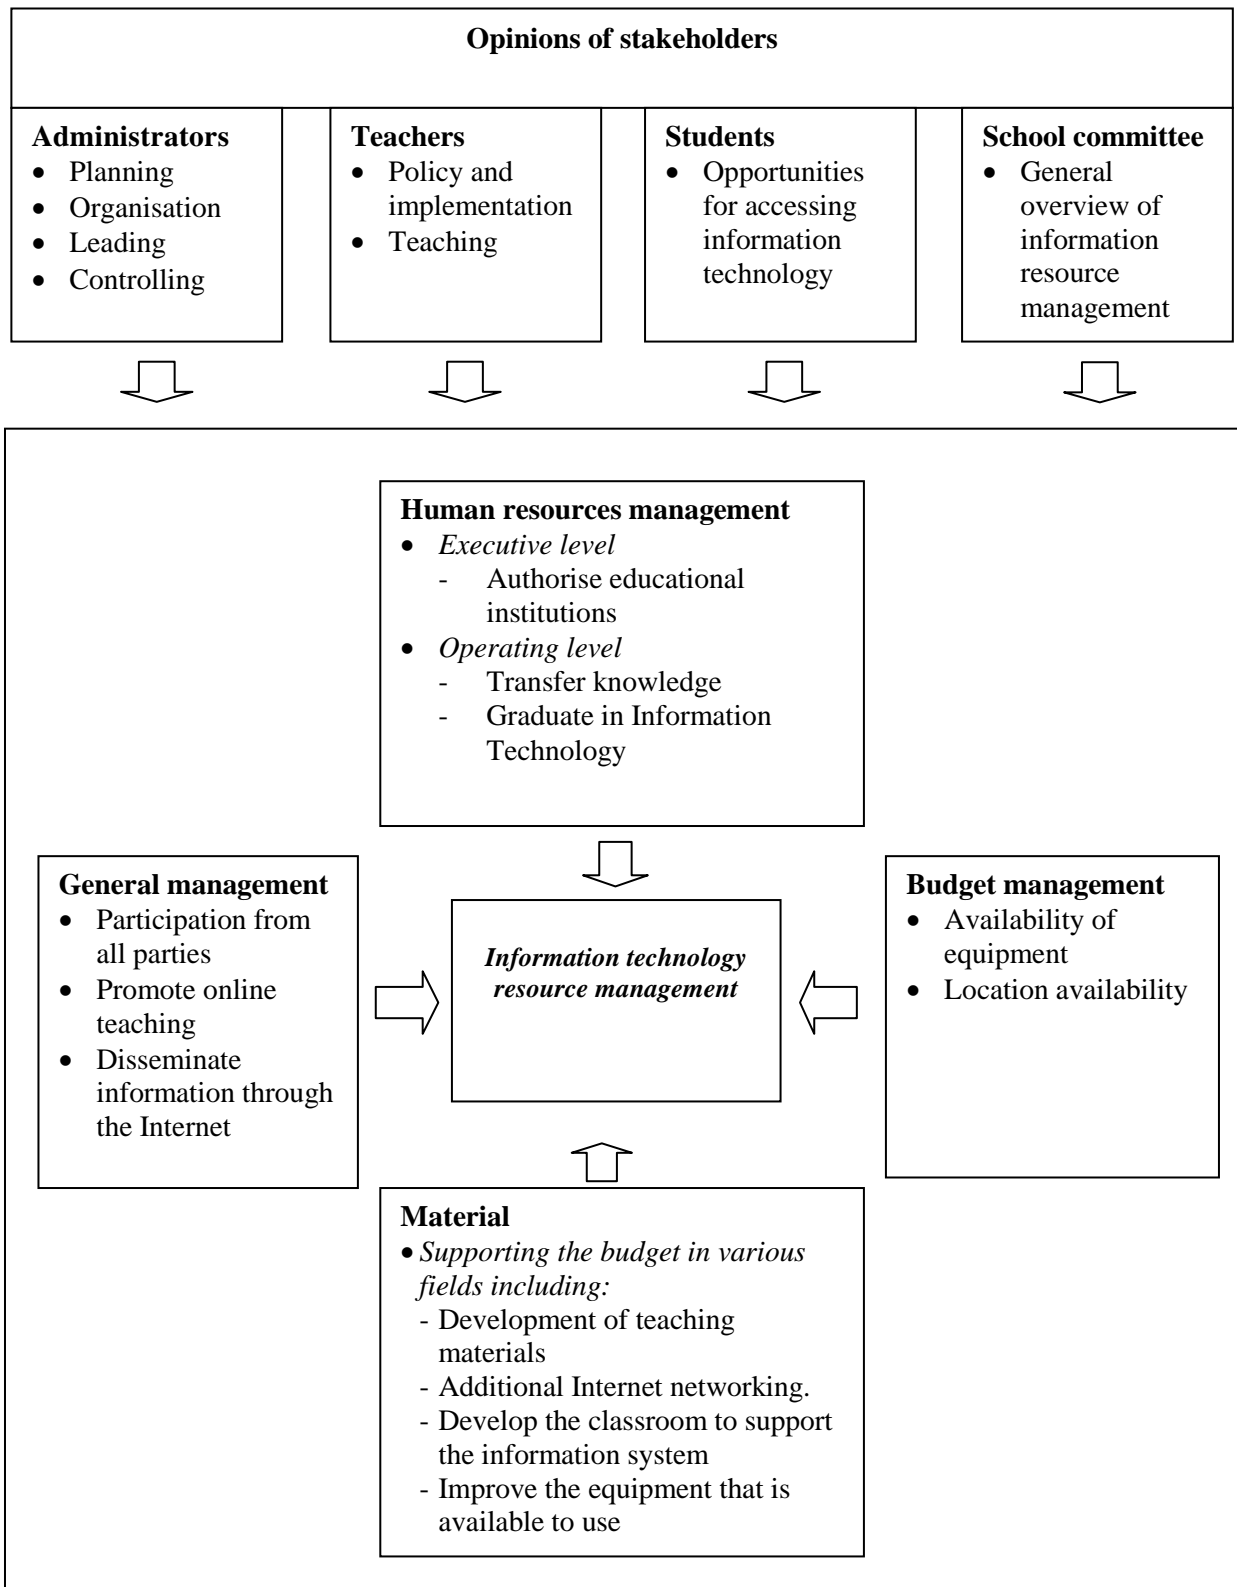 Opinions of stakeholders
Administrators
• Planning
• Organisation
• Leading
• Controlling
Teachers
• Policy and
implementation
• Teaching
Students
• Opportunities
for accessing
information
technology
School committee
• General
overview of
information
resource
management
Human resources management
• Executive level
- Authorise educational
institutions
• Operating level
- Transfer knowledge
- Graduate in Information
Technology
General management
• Participation from
all parties
• Promote online
teaching
• Disseminate
information through
the Internet
Information technology
resource management
Budget management
• Availability of
equipment
• Location availability
Material
• Supporting the budget in various
fields including:
- Development of teaching
materials
- Additional Internet networking.
- Develop the classroom to support
the information system
- Improve the equipment that is
available to use